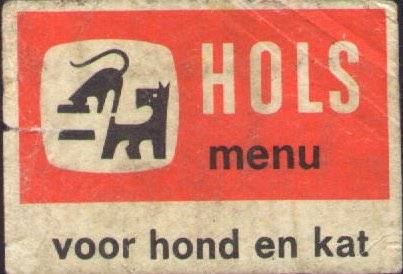 HOLS
menu
voor hond en kat